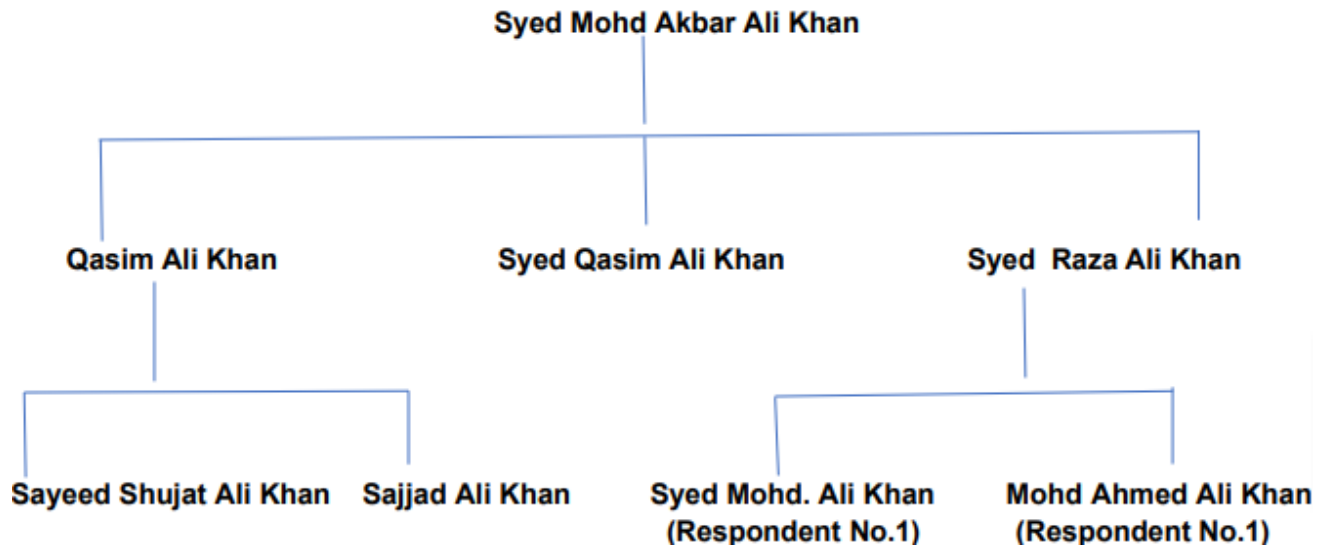 Syed Mohd Akbar Ali Khan
Qasim Ali Khan
Syed Qasim Ali Khan
Syed Raza Ali Khan
Sayeed Shujat Ali Khan
Sajjad Ali Khan
Syed Mohd. Ali Khan
(Respondent No.1)
Mohd Ahmed Ali Khan
(Respondent No.1)